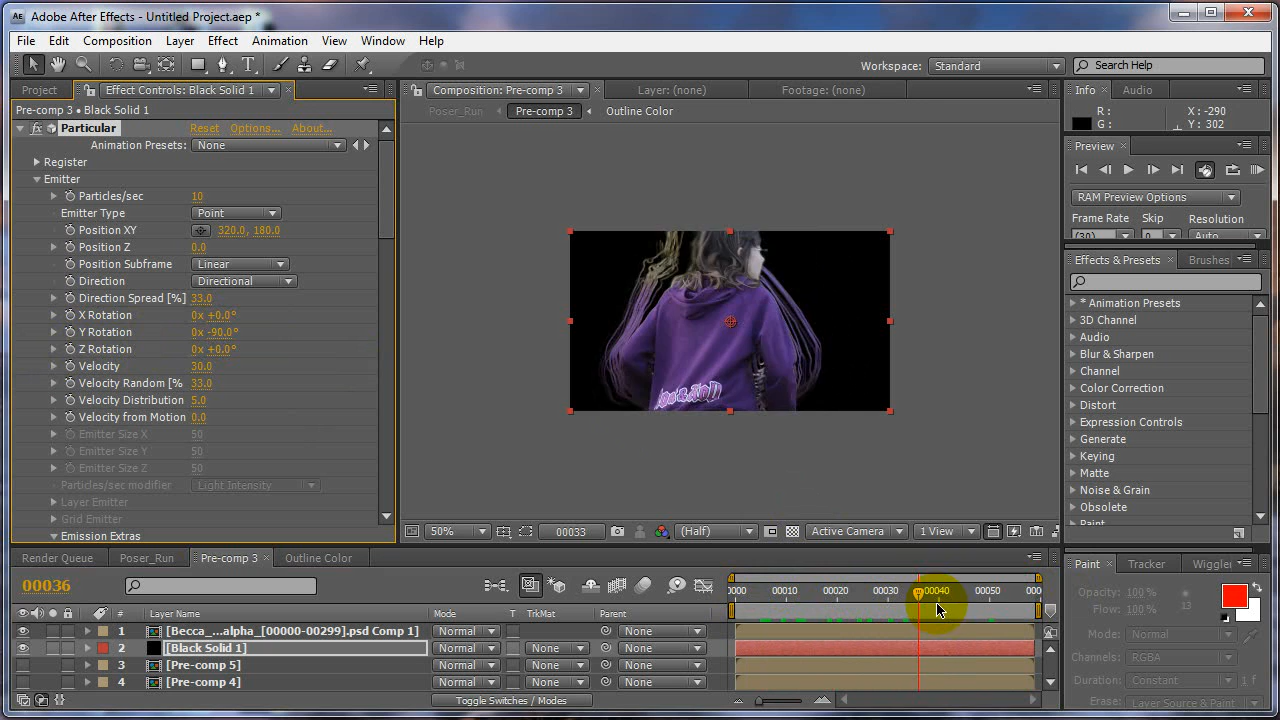 Adobe After Effects - Untitled Project.aep *
File Edit Composition Layer Effect Animation View Window Help
Workspace: Standard Search Help
Project Effect Controls: Black Solid 1 Composition: Pre-comp 3 Layer: (none) Footage: (none) Info Audio
Pre-comp 3 • Black Solid 1 Poser_Run Pre-comp 3 Outline Color
R : X : -290
G : Y : 302
fx Particular Reset Options... About...
Animation Presets: None
Register
Emitter
Particles/sec 10
Emitter Type Point
Position XY 320.0, 180.0
Position Z 0.0
Position Subframe Linear
Direction Directional
Direction Spread [%] 33.0
X Rotation 0x +0.0°
Y Rotation 0x -90.0°
Z Rotation 0x +0.0°
Velocity 30.0
Velocity Random [% 33.0
Velocity Distribution 5.0
Velocity from Motion 0.0
Emitter Size X 50
Emitter Size Y 50
Emitter Size Z 50
Particles/sec modifier Light Intensity
Layer Emitter
Grid Emitter
Emission Extras
Preview
RAM Preview Options
Frame Rate Skip Resolution
(30) 0 Auto
Effects & Presets Brushes
* Animation Presets
3D Channel
Audio
Blur & Sharpen
Channel
Color Correction
Distort
Expression Controls
Generate
Keying
Matte
Noise & Grain
Obsolete
Paint
50% 00033 (Half) Active Camera 1 View
Render Queue Poser_Run Pre-comp 3 Outline Color
00036
0000 00010 00020 00030 00040 00050
# Layer Name Mode T TrkMat Parent
1 [Becca_...alpha_[00000-00299].psd Comp 1] Normal None
2 [Black Solid 1] Normal None None
3 [Pre-comp 5] Normal None None
4 [Pre-comp 4] Normal None None
Toggle Switches / Modes
Paint Tracker Wiggler
Opacity: 100 %
Flow: 100 % 13
Mode: Normal
Channels: RGBA
Duration: Constant 1 f
Erase: Layer Source & Paint